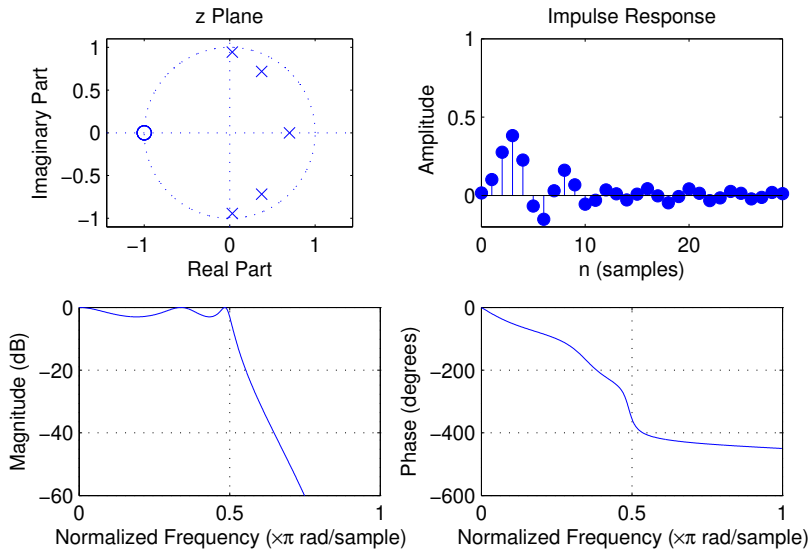 z Plane
Imaginary Part
1
0.5
0
−0.5
−1
−1 0 1
Real Part
Impulse Response
Amplitude
1
0.5
0
0 10 20
n (samples)
Magnitude (dB)
0
−20
−40
−60
0 0.5 1
Normalized Frequency (×π rad/sample)
Phase (degrees)
0
−200
−400
−600
0 0.5 1
Normalized Frequency (×π rad/sample)